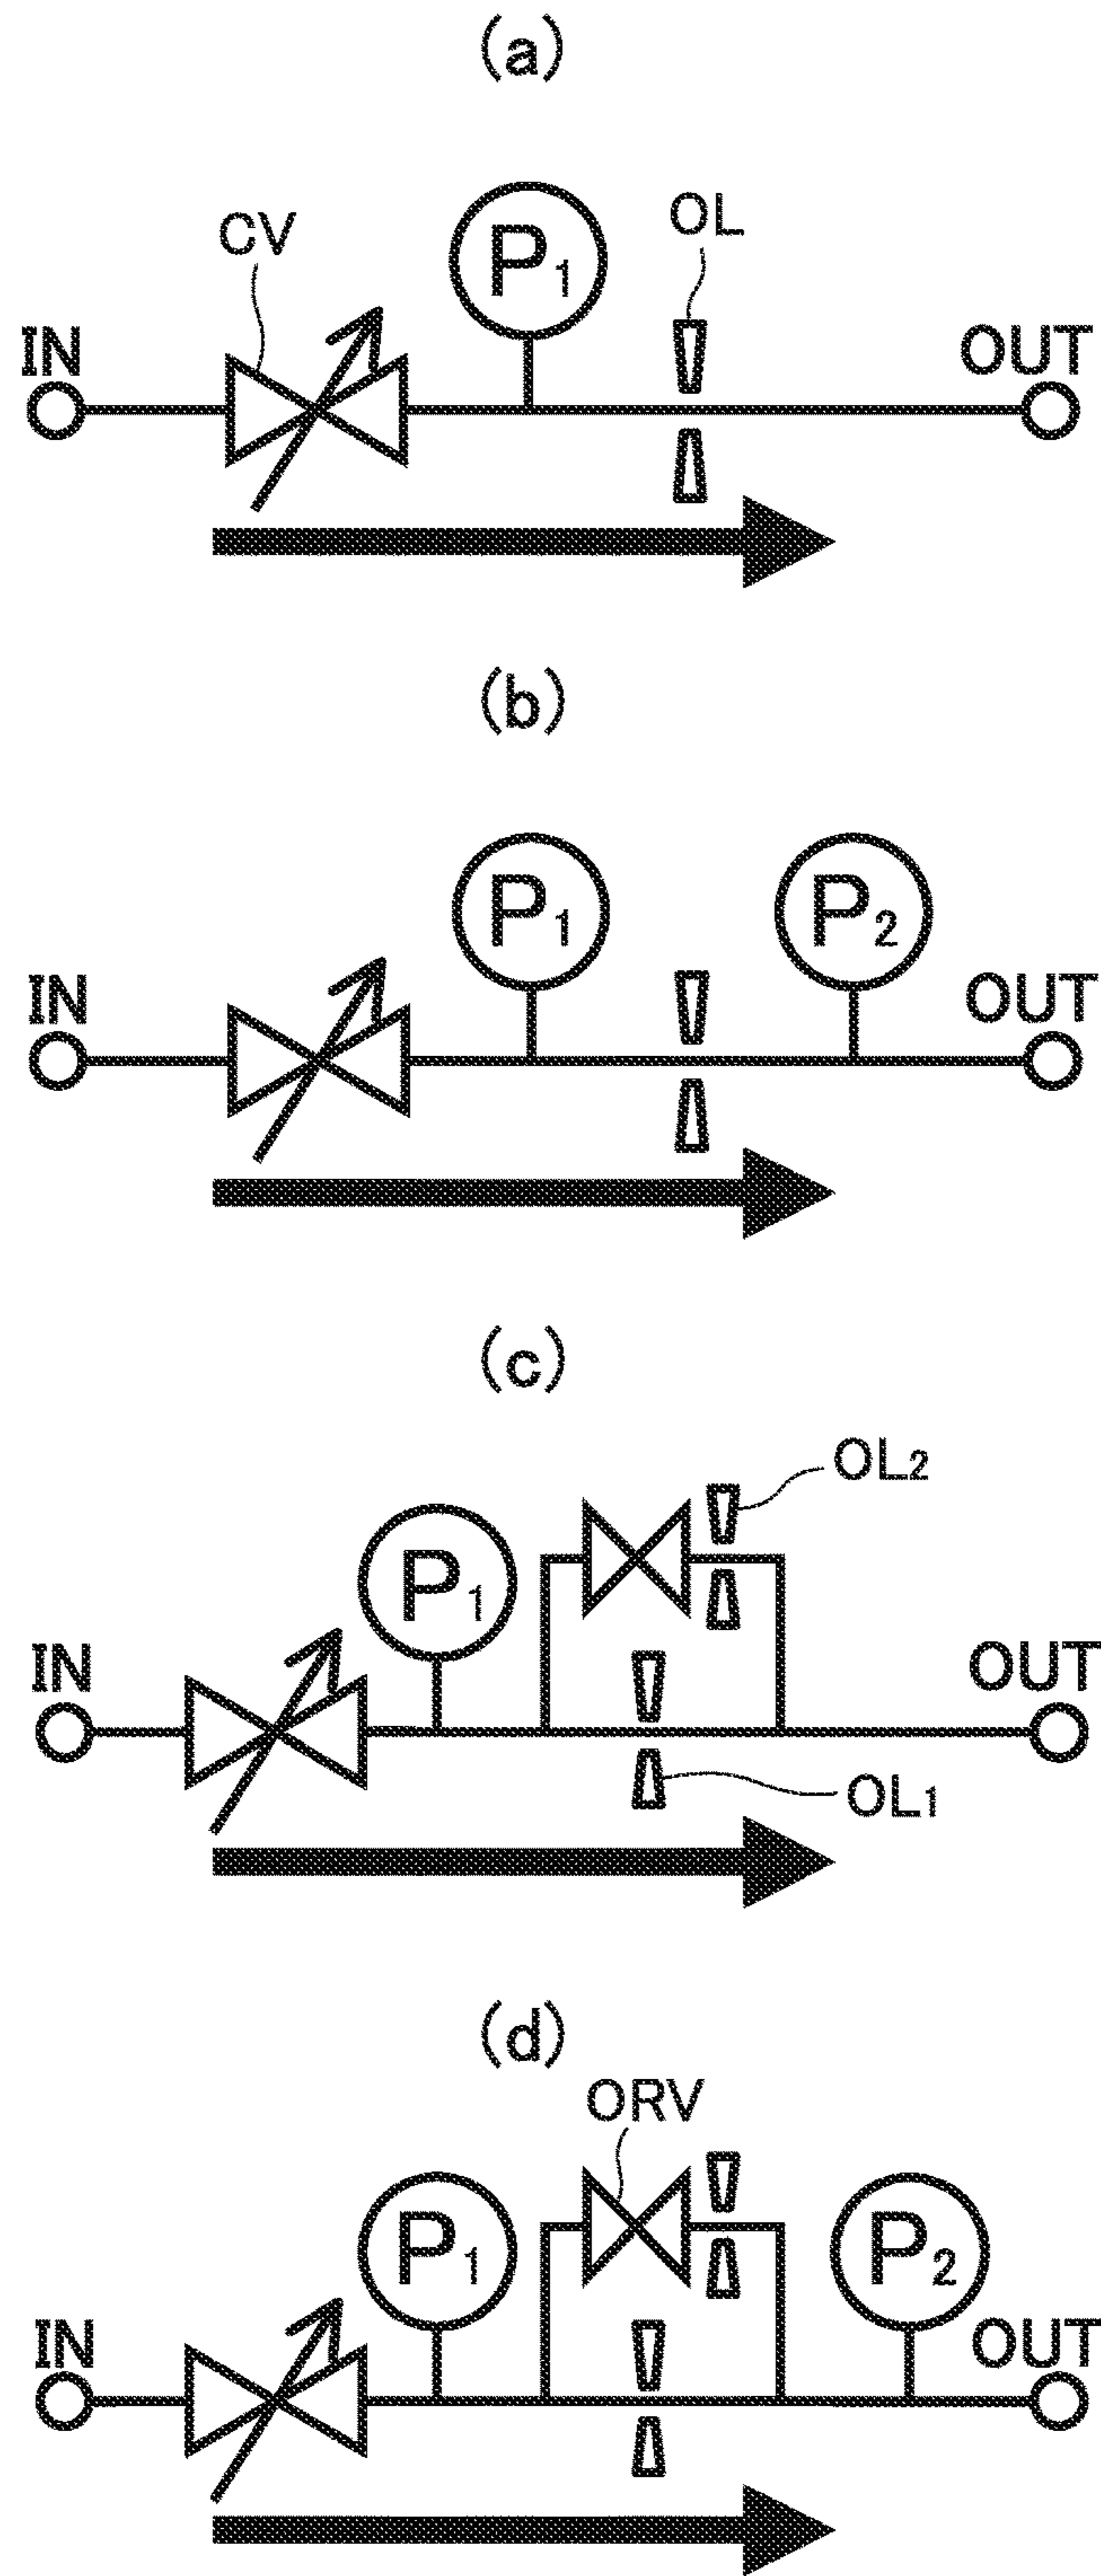 (a)
CV
P1
OL
IN
OUT
(b)
P1
P2
IN
OUT
(c)
OL2
P1
IN
OUT
OL1
(d)
ORV
P1
P2
IN
OUT